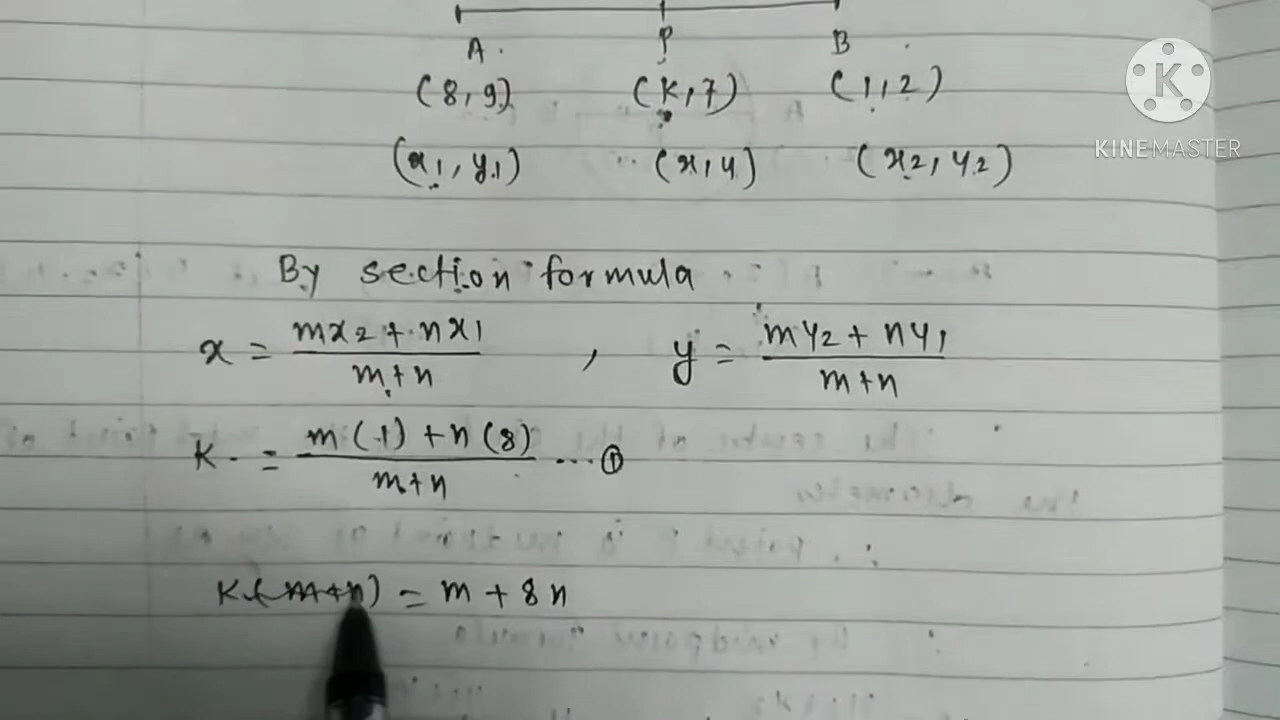 A P B
(8,9) (K,7) (1,2)
K
KINEMASTER
(x1, y1) (x, y) (x2, y2)
By section formula
x = mx2 + nx1 / m+n , y = my2 + ny1 / m+n
K = m(1) + n(8) / m+n ...①
K(m+n) = m + 8n